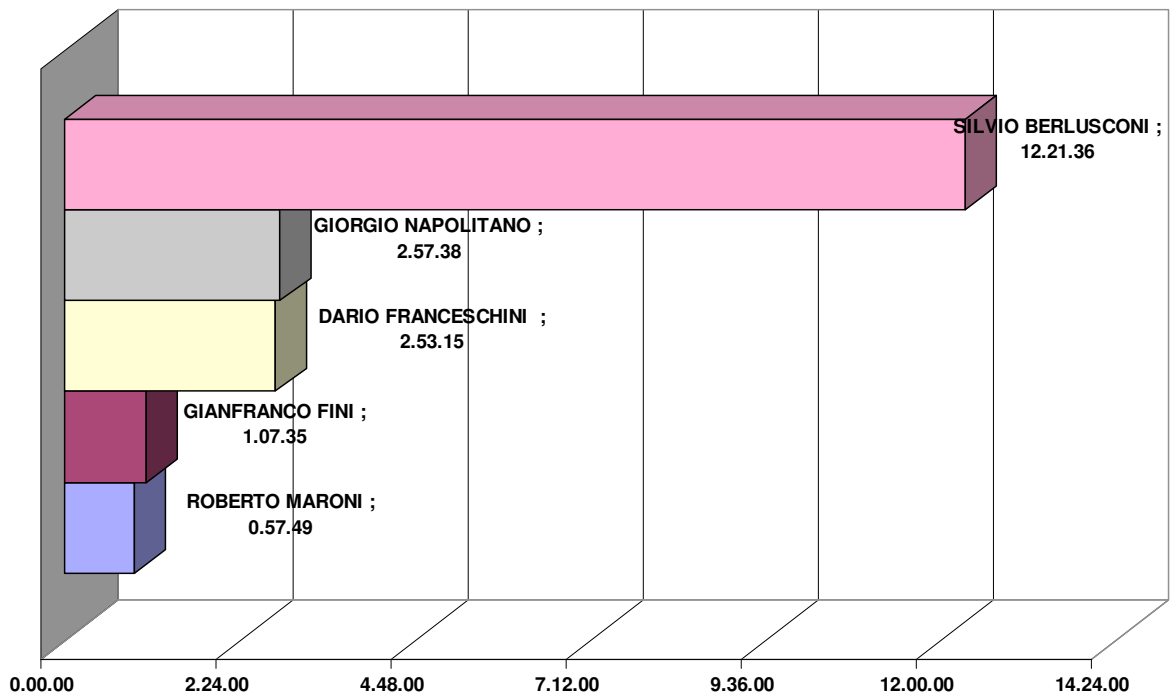 SILVIO BERLUSCONI ;
12.21.36
GIORGIO NAPOLITANO ;
2.57.38
DARIO FRANCESCHINI ;
2.53.15
GIANFRANCO FINI ;
1.07.35
ROBERTO MARONI ;
0.57.49
0.00.00 2.24.00 4.48.00 7.12.00 9.36.00 12.00.00 14.24.00